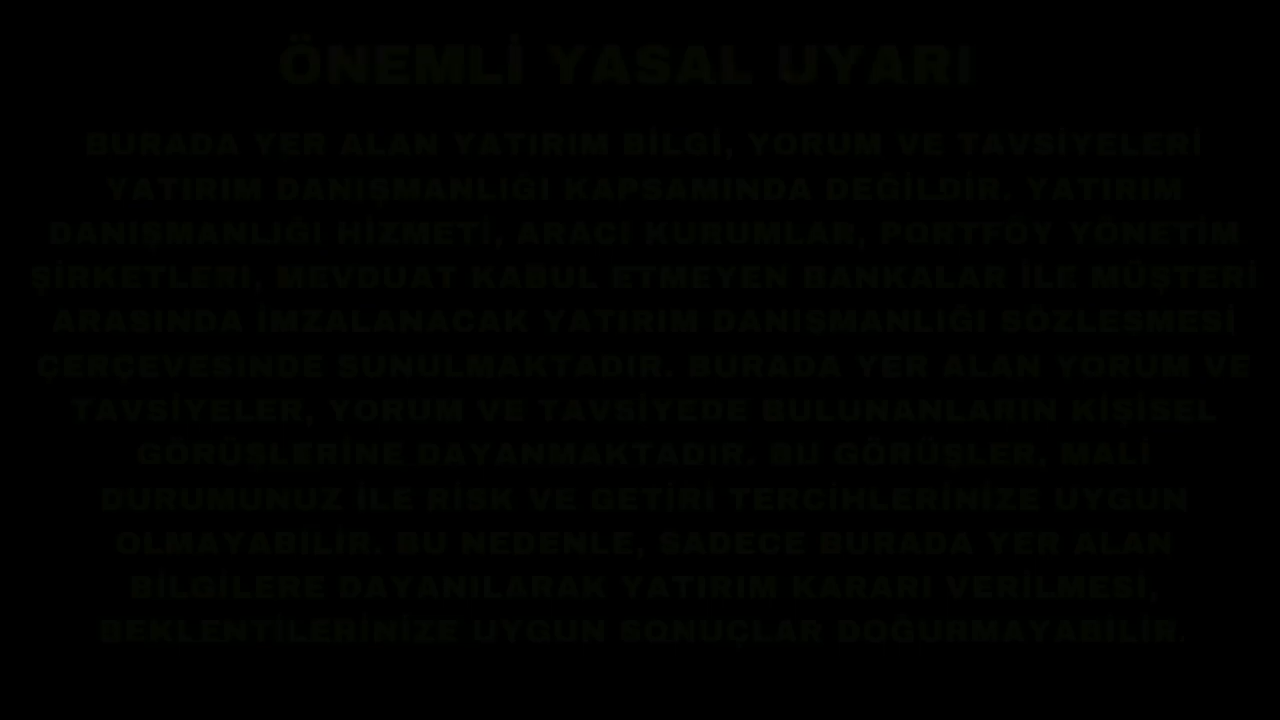 ÖNEMLİ YASAL UYARI
BURADA YER ALAN YATIRIM BİLGİ, YORUM VE TAVSİYELERİ
YATIRIM DANIŞMANLIĞI KAPSAMINDA DEĞİLDİR. YATIRIM
DANIŞMANLIĞI HİZMETİ, ARACI KURUMLAR, PORTFÖY YÖNETİM
ŞİRKETLERİ, MEVDUAT KABUL ETMEYEN BANKALAR İLE MÜŞTERİ
ARASINDA İMZALANACAK YATIRIM DANIŞMANLIĞI SÖZLESMESİ
ÇERÇEVESİNDE SUNULMAKTADIR. BURADA YER ALAN YORUM VE
TAVSİYELER, YORUM VE TAVSİYEDE BULUNANLARIN KİŞİSEL
GÖRÜŞLERİNE DAYANMAKTADIR. BU GÖRÜŞLER, MALİ
DURUMUNUZ İLE RİSK VE GETİRİ TERCİHLERİNİZE UYGUN
OLMAYABİLİR. BU NEDENLE, SADECE BURADA YER ALAN
BİLGİLERE DAYANILARAK YATIRIM KARARI VERİLMESİ,
BEKLENTİLERİNİZE UYGUN SONUÇLAR DOĞURMAYABİLİR.